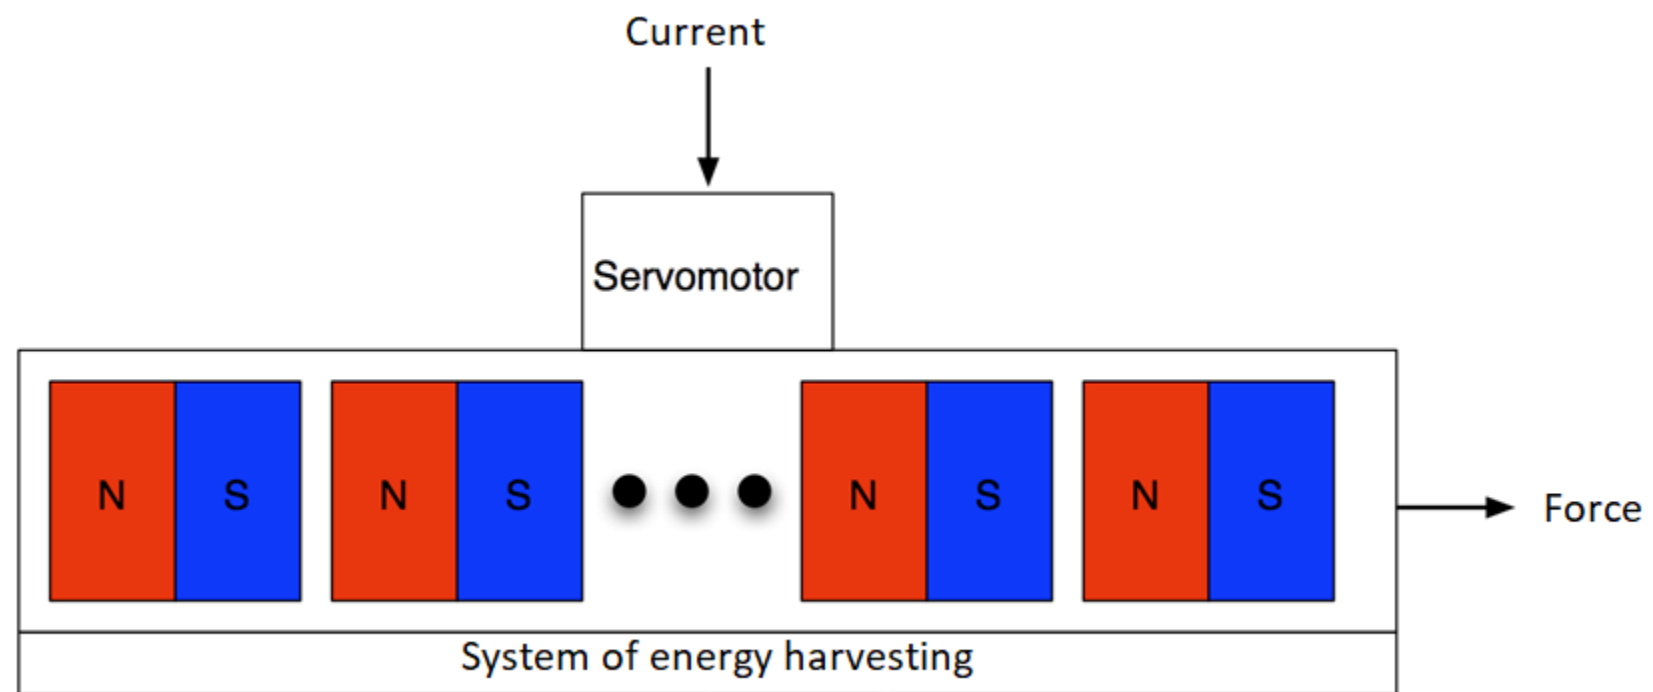 Current
Servomotor
N S N S N S N S
Force
System of energy harvesting